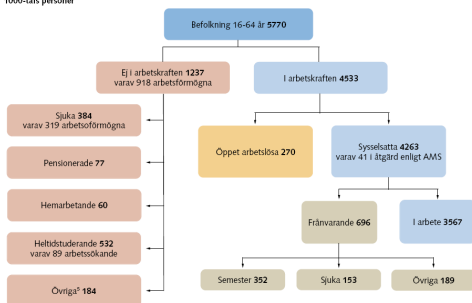 1000-tals personer
Befolkning 16-64 år 5770
Ej i arbetskraften 1237
varav 918 arbetsförmögna
I arbetskraften 4533
Sjuka 384
varav 319 arbetsoförmögna
Öppet arbetslösa 270
Sysselsatta 4263
varav 41 i åtgärd enligt AMS
Pensionerade 77
Hemarbetande 60
Frånvarande 696
I arbete 3567
Heltidstuderande 532
varav 89 arbetssökande
Övriga⁵ 184
Semester 352
Sjuka 153
Övriga 189